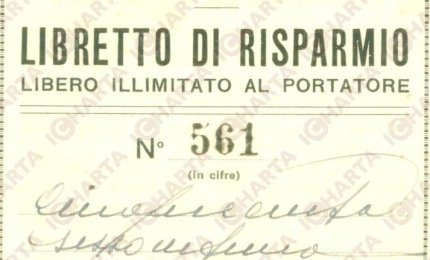 LIBRETTO DI RISPARMIO
LIBERO ILLIMITATO AL PORTATORE
N° 561
(in cifre)
Cinquecento
sessantuno